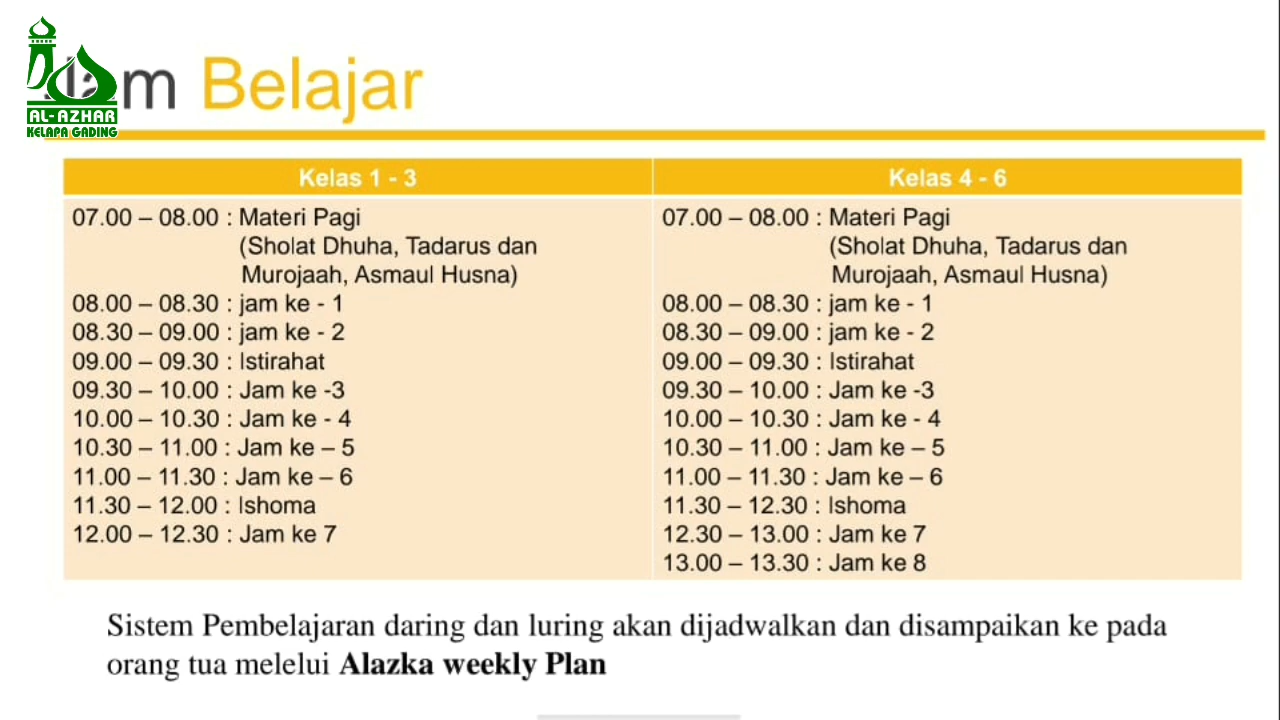 AL-AZHAR
KELAPA GADING
Belajar
Kelas 1 - 3
07.00 – 08.00 : Materi Pagi
(Sholat Dhuha, Tadarus dan
Murojaah, Asmaul Husna)
08.00 – 08.30 : jam ke - 1
08.30 – 09.00 : jam ke - 2
09.00 – 09.30 : Istirahat
09.30 – 10.00 : Jam ke -3
10.00 – 10.30 : Jam ke - 4
10.30 – 11.00 : Jam ke – 5
11.00 – 11.30 : Jam ke – 6
11.30 – 12.00 : Ishoma
12.00 – 12.30 : Jam ke 7
Kelas 4 - 6
07.00 – 08.00 : Materi Pagi
(Sholat Dhuha, Tadarus dan
Murojaah, Asmaul Husna)
08.00 – 08.30 : jam ke - 1
08.30 – 09.00 : jam ke - 2
09.00 – 09.30 : Istirahat
09.30 – 10.00 : Jam ke -3
10.00 – 10.30 : Jam ke - 4
10.30 – 11.00 : Jam ke – 5
11.00 – 11.30 : Jam ke – 6
11.30 – 12.30 : Ishoma
12.30 – 13.00 : Jam ke 7
13.00 – 13.30 : Jam ke 8
Sistem Pembelajaran daring dan luring akan dijadwalkan dan disampaikan ke pada
orang tua melelui Alazka weekly Plan